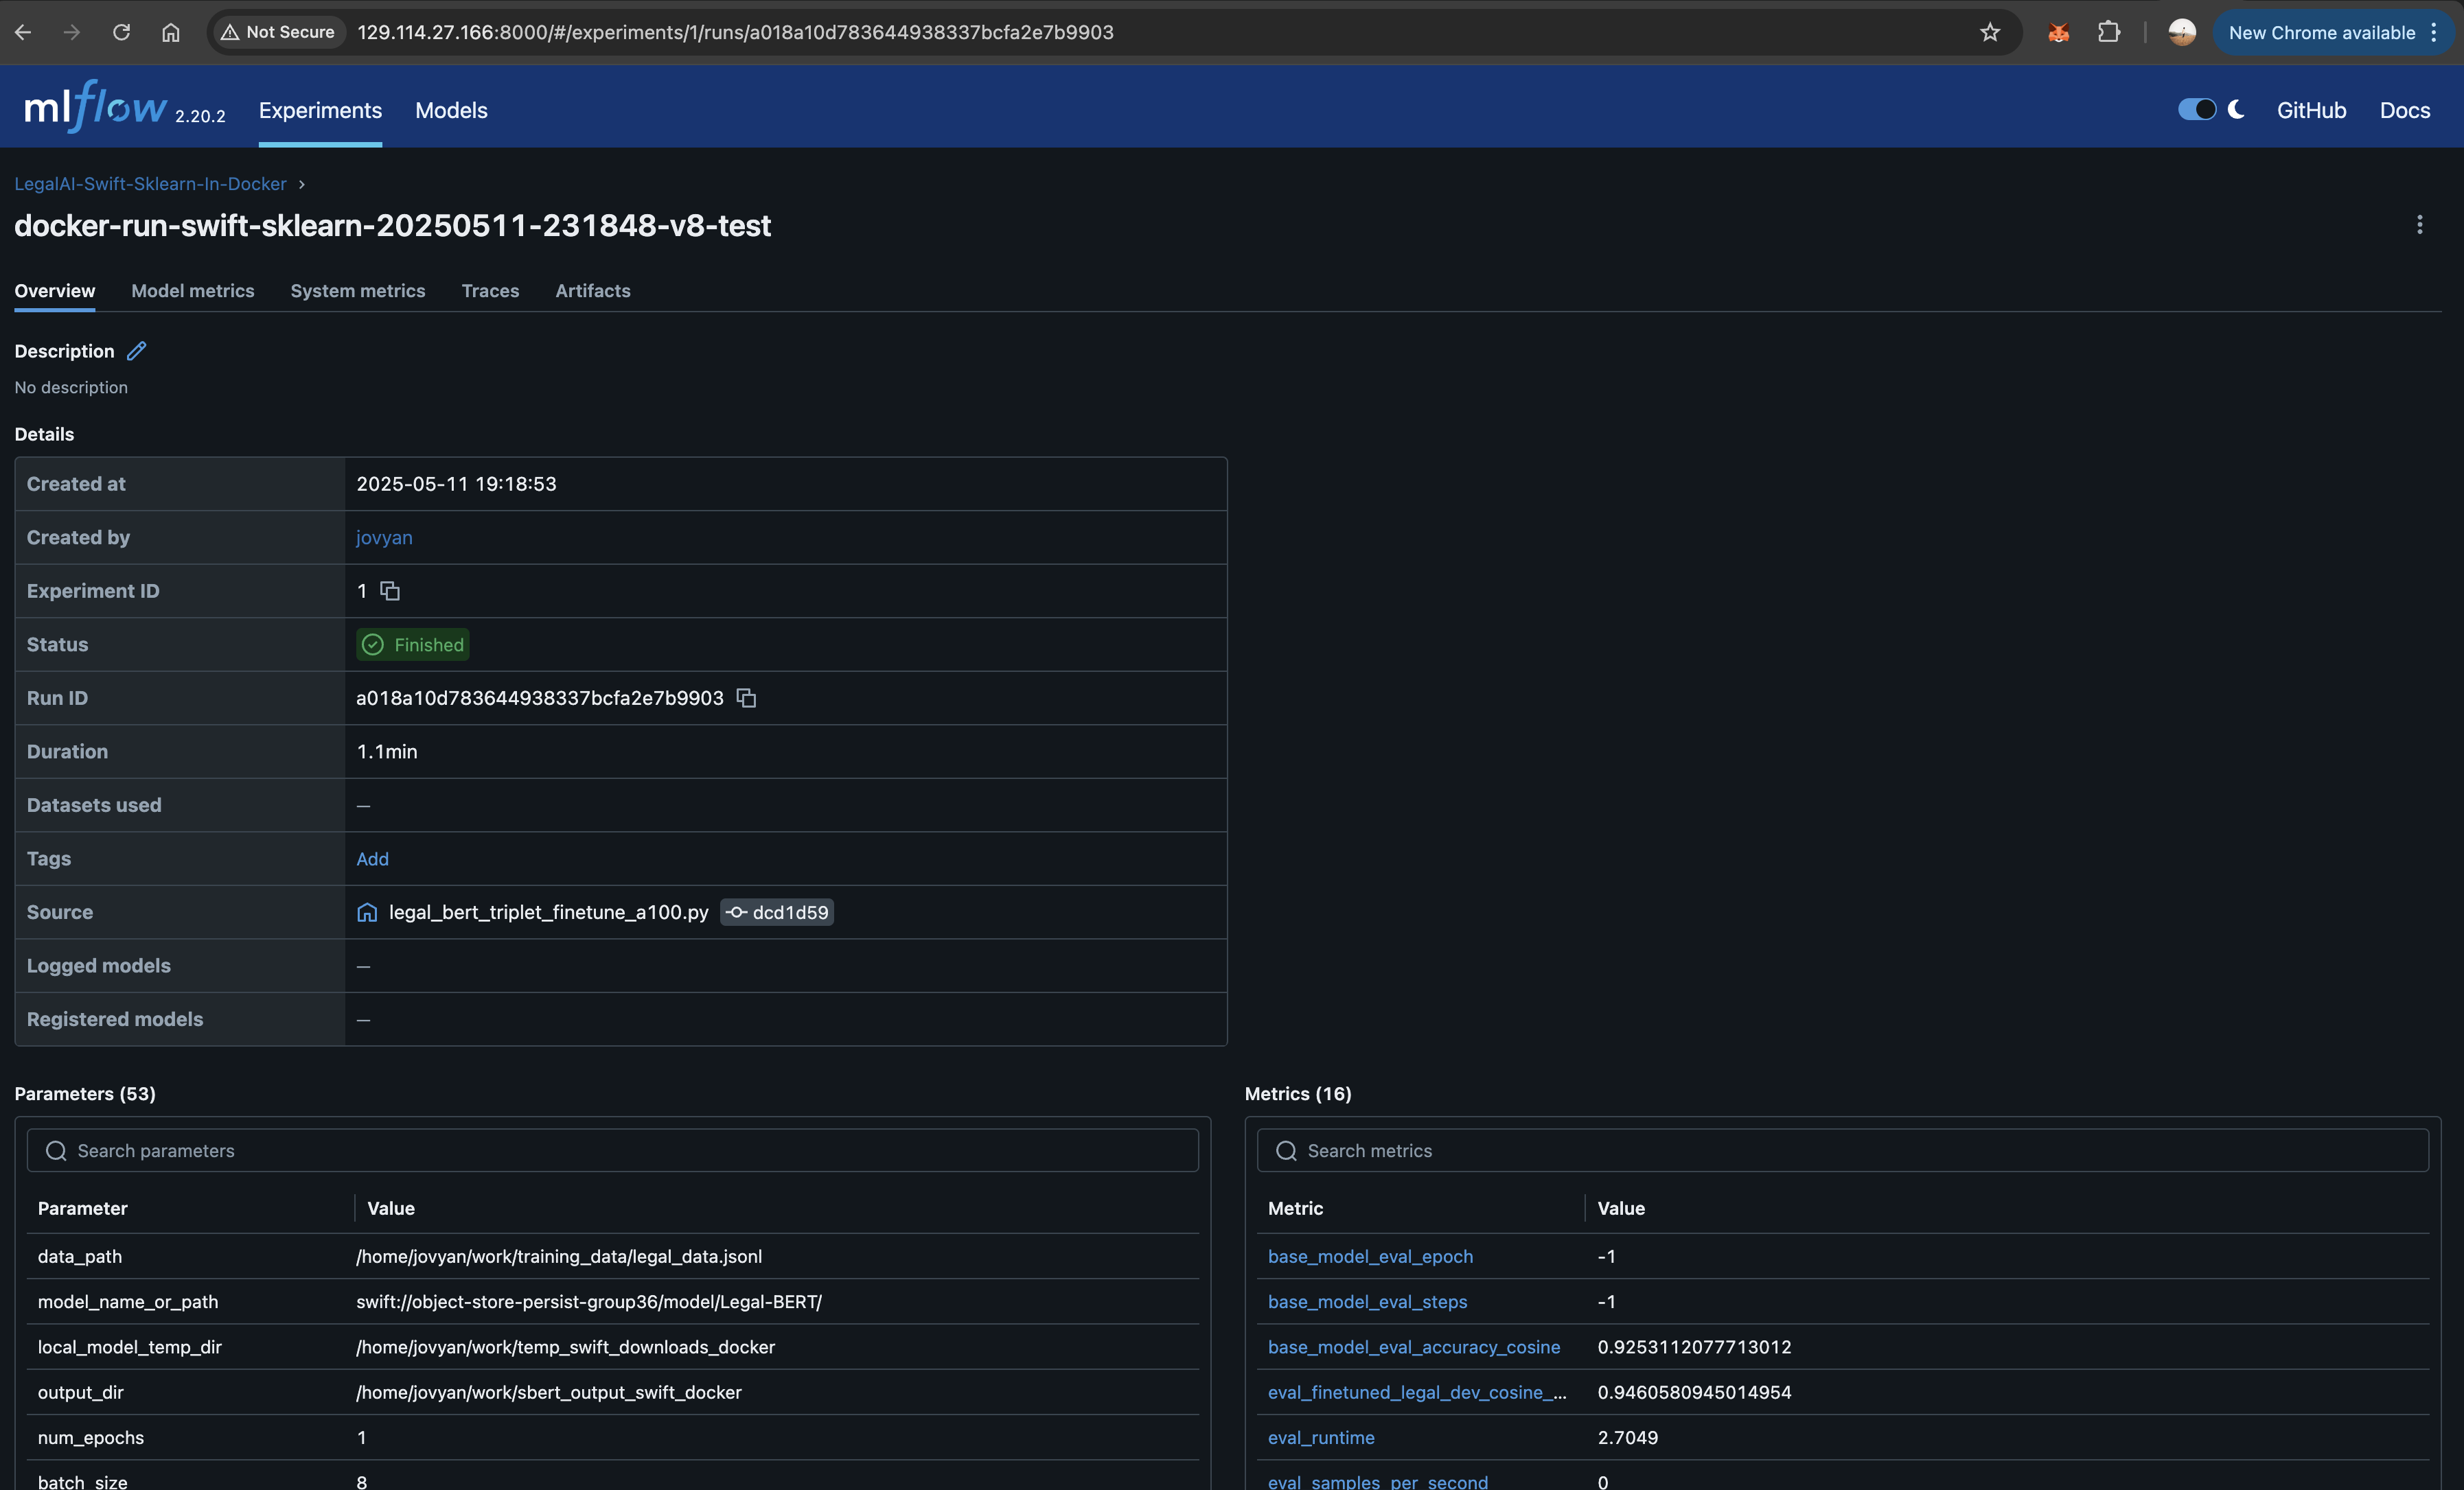 Not Secure 129.114.27.166:8000/#/experiments/1/runs/a018a10d783644938337bcfa2e7b9903 New Chrome available
mlflow 2.20.2 Experiments Models GitHub Docs
LegalAI-Swift-Sklearn-In-Docker
docker-run-swift-sklearn-20250511-231848-v8-test
Overview Model metrics System metrics Traces Artifacts
Description
No description
Details
Created at 2025-05-11 19:18:53
Created by jovyan
Experiment ID 1
Status Finished
Run ID a018a10d783644938337bcfa2e7b9903
Duration 1.1min
Datasets used —
Tags Add
Source legal_bert_triplet_finetune_a100.py dcd1d59
Logged models —
Registered models —
Parameters (53)
Search parameters
Parameter Value
data_path /home/jovyan/work/training_data/legal_data.jsonl
model_name_or_path swift://object-store-persist-group36/model/Legal-BERT/
local_model_temp_dir /home/jovyan/work/temp_swift_downloads_docker
output_dir /home/jovyan/work/sbert_output_swift_docker
num_epochs 1
batch_size 8
Metrics (16)
Search metrics
Metric Value
base_model_eval_epoch -1
base_model_eval_steps -1
base_model_eval_accuracy_cosine 0.9253112077713012
eval_finetuned_legal_dev_cosine_... 0.9460580945014954
eval_runtime 2.7049
eval_samples_per_second 0